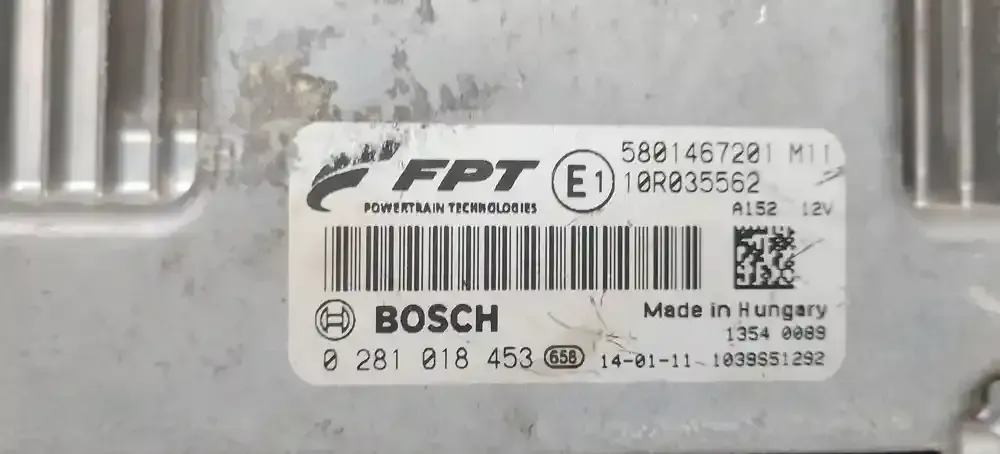 FPT
POWERTRAIN TECHNOLOGIES
E1
5801467201 M11
10R035562
A152 12V
BOSCH
Made in Hungary
1354 0089
0 281 018 453 658 14-01-11 1039S51292